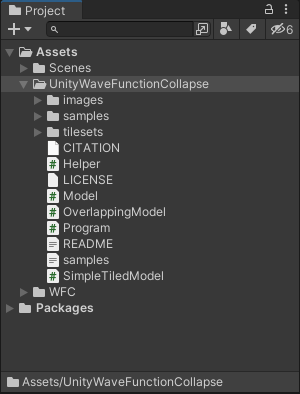 Project
6
Assets
Scenes
UnityWaveFunctionCollapse
images
samples
tilesets
CITATION
Helper
LICENSE
Model
OverlappingModel
Program
README
samples
SimpleTiledModel
WFC
Packages
Assets/UnityWaveFunctionCollapse